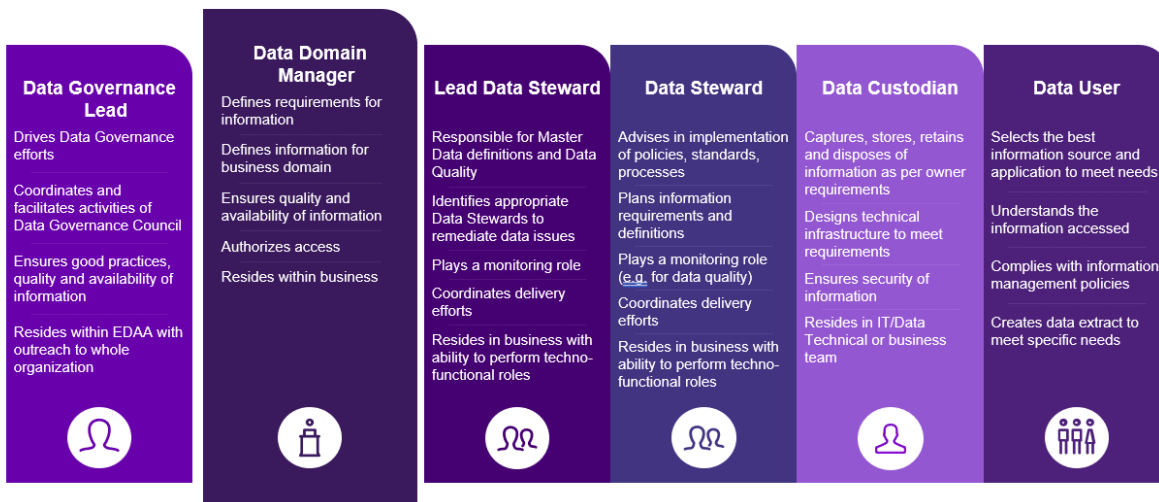 Data Governance
Lead
Drives Data Governance
efforts
Coordinates and
facilitates activities of
Data Governance Council
Ensures good practices,
quality and availability of
information
Resides within EDAA with
outreach to whole
organization
Data Domain
Manager
Defines requirements for
information
Defines information for
business domain
Ensures quality and
availability of information
Authorizes access
Resides within business
Lead Data Steward
Responsible for Master
Data definitions and Data
Quality
Identifies appropriate
Data Stewards to
remediate data issues
Plays a monitoring role
Coordinates delivery
efforts
Resides in business with
ability to perform techno-
functional roles
Data Steward
Advises in implementation
of policies, standards,
processes
Plans information
requirements and
definitions
Plays a monitoring role
(e.g. for data quality)
Coordinates delivery
efforts
Resides in business with
ability to perform techno-
functional roles
Data Custodian
Captures, stores, retains
and disposes of
information as per owner
requirements
Designs technical
infrastructure to meet
requirements
Ensures security of
information
Resides in IT/Data
Technical or business
team
Data User
Selects the best
information source and
application to meet needs
Understands the
information accessed
Complies with information
management policies
Creates data extract to
meet specific needs